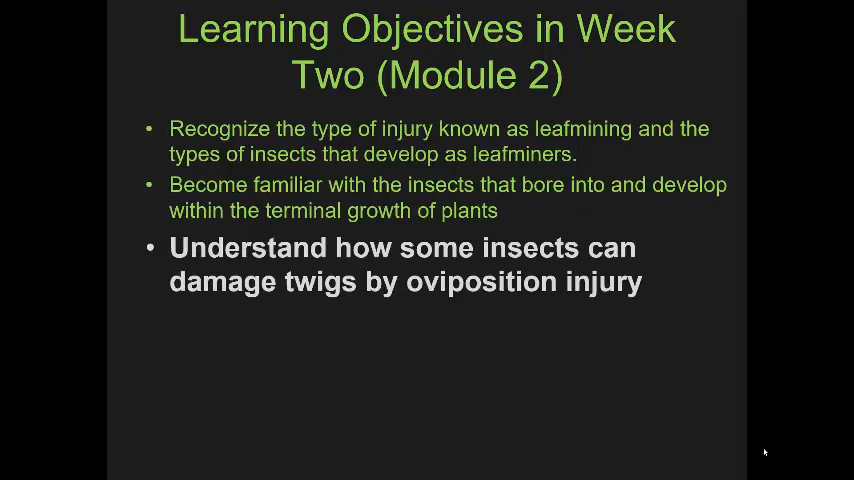 Learning Objectives in Week
Two (Module 2)
• Recognize the type of injury known as leafmining and the
types of insects that develop as leafminers.
• Become familiar with the insects that bore into and develop
within the terminal growth of plants
• Understand how some insects can
damage twigs by oviposition injury